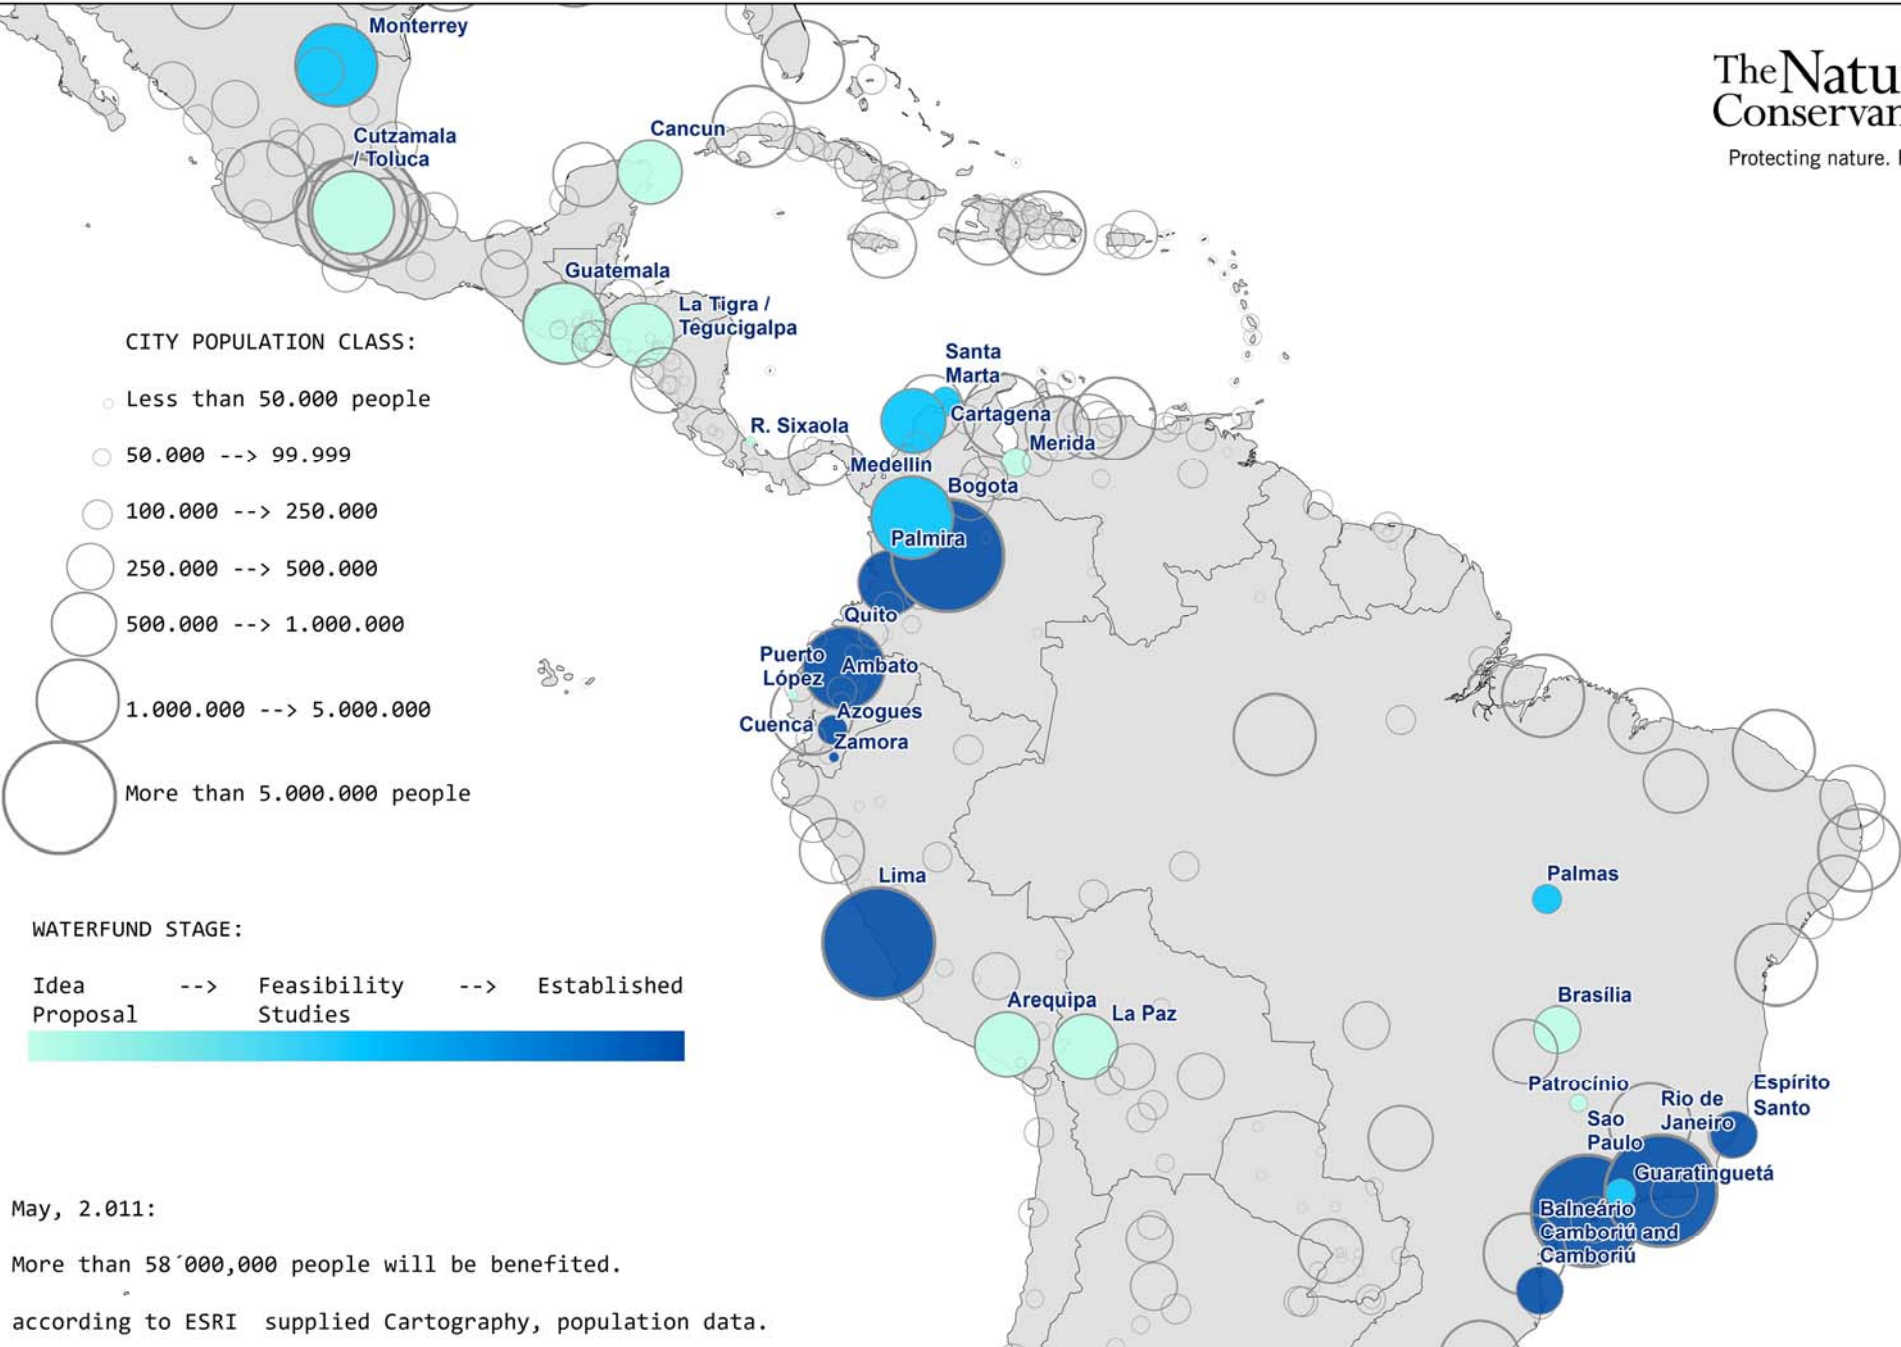 Monterrey
The Natu
Conservan
Protecting nature.
Cutzamala
/ Toluca
Cancun
Guatemala
La Tigra /
Tegucigalpa
CITY POPULATION CLASS:
Less than 50.000 people
50.000 --> 99.999
100.000 --> 250.000
250.000 --> 500.000
500.000 --> 1.000.000
1.000.000 --> 5.000.000
More than 5.000.000 people
Santa
Marta
Cartagena
R. Sixaola
Merida
Medellin
Bogota
Palmira
Quito
Puerto
López
Ambato
Azogues
Cuenca
Zamora
Lima
Palmas
Brasília
Arequipa
La Paz
Patrocínio
Espírito
Santo
Rio de
Janeiro
Sao
Paulo
Guaratinguetá
Balneário
Camboriú and
Camboriú
WATERFUND STAGE:
Idea --> Feasibility --> Established
Proposal Studies
May, 2.011:
More than 58´000,000 people will be benefited.
according to ESRI supplied Cartography, population data.